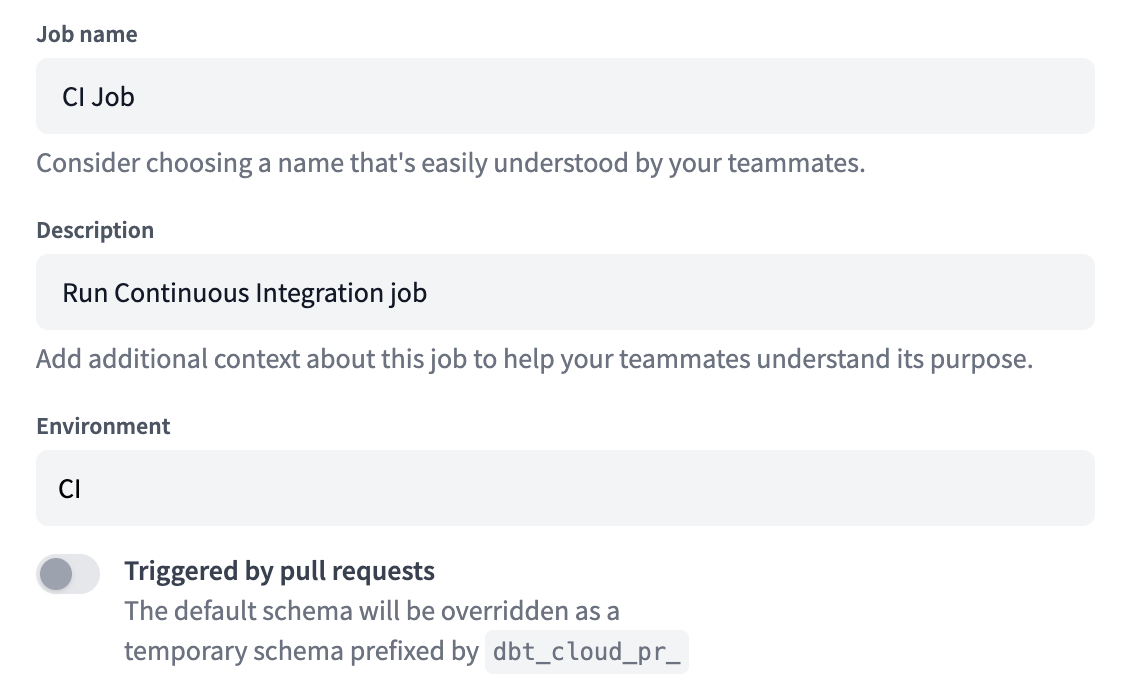 Job name
CI Job
Consider choosing a name that's easily understood by your teammates.
Description
Run Continuous Integration job
Add additional context about this job to help your teammates understand its purpose.
Environment
CI
Triggered by pull requests
The default schema will be overridden as a
temporary schema prefixed by dbt_cloud_pr_